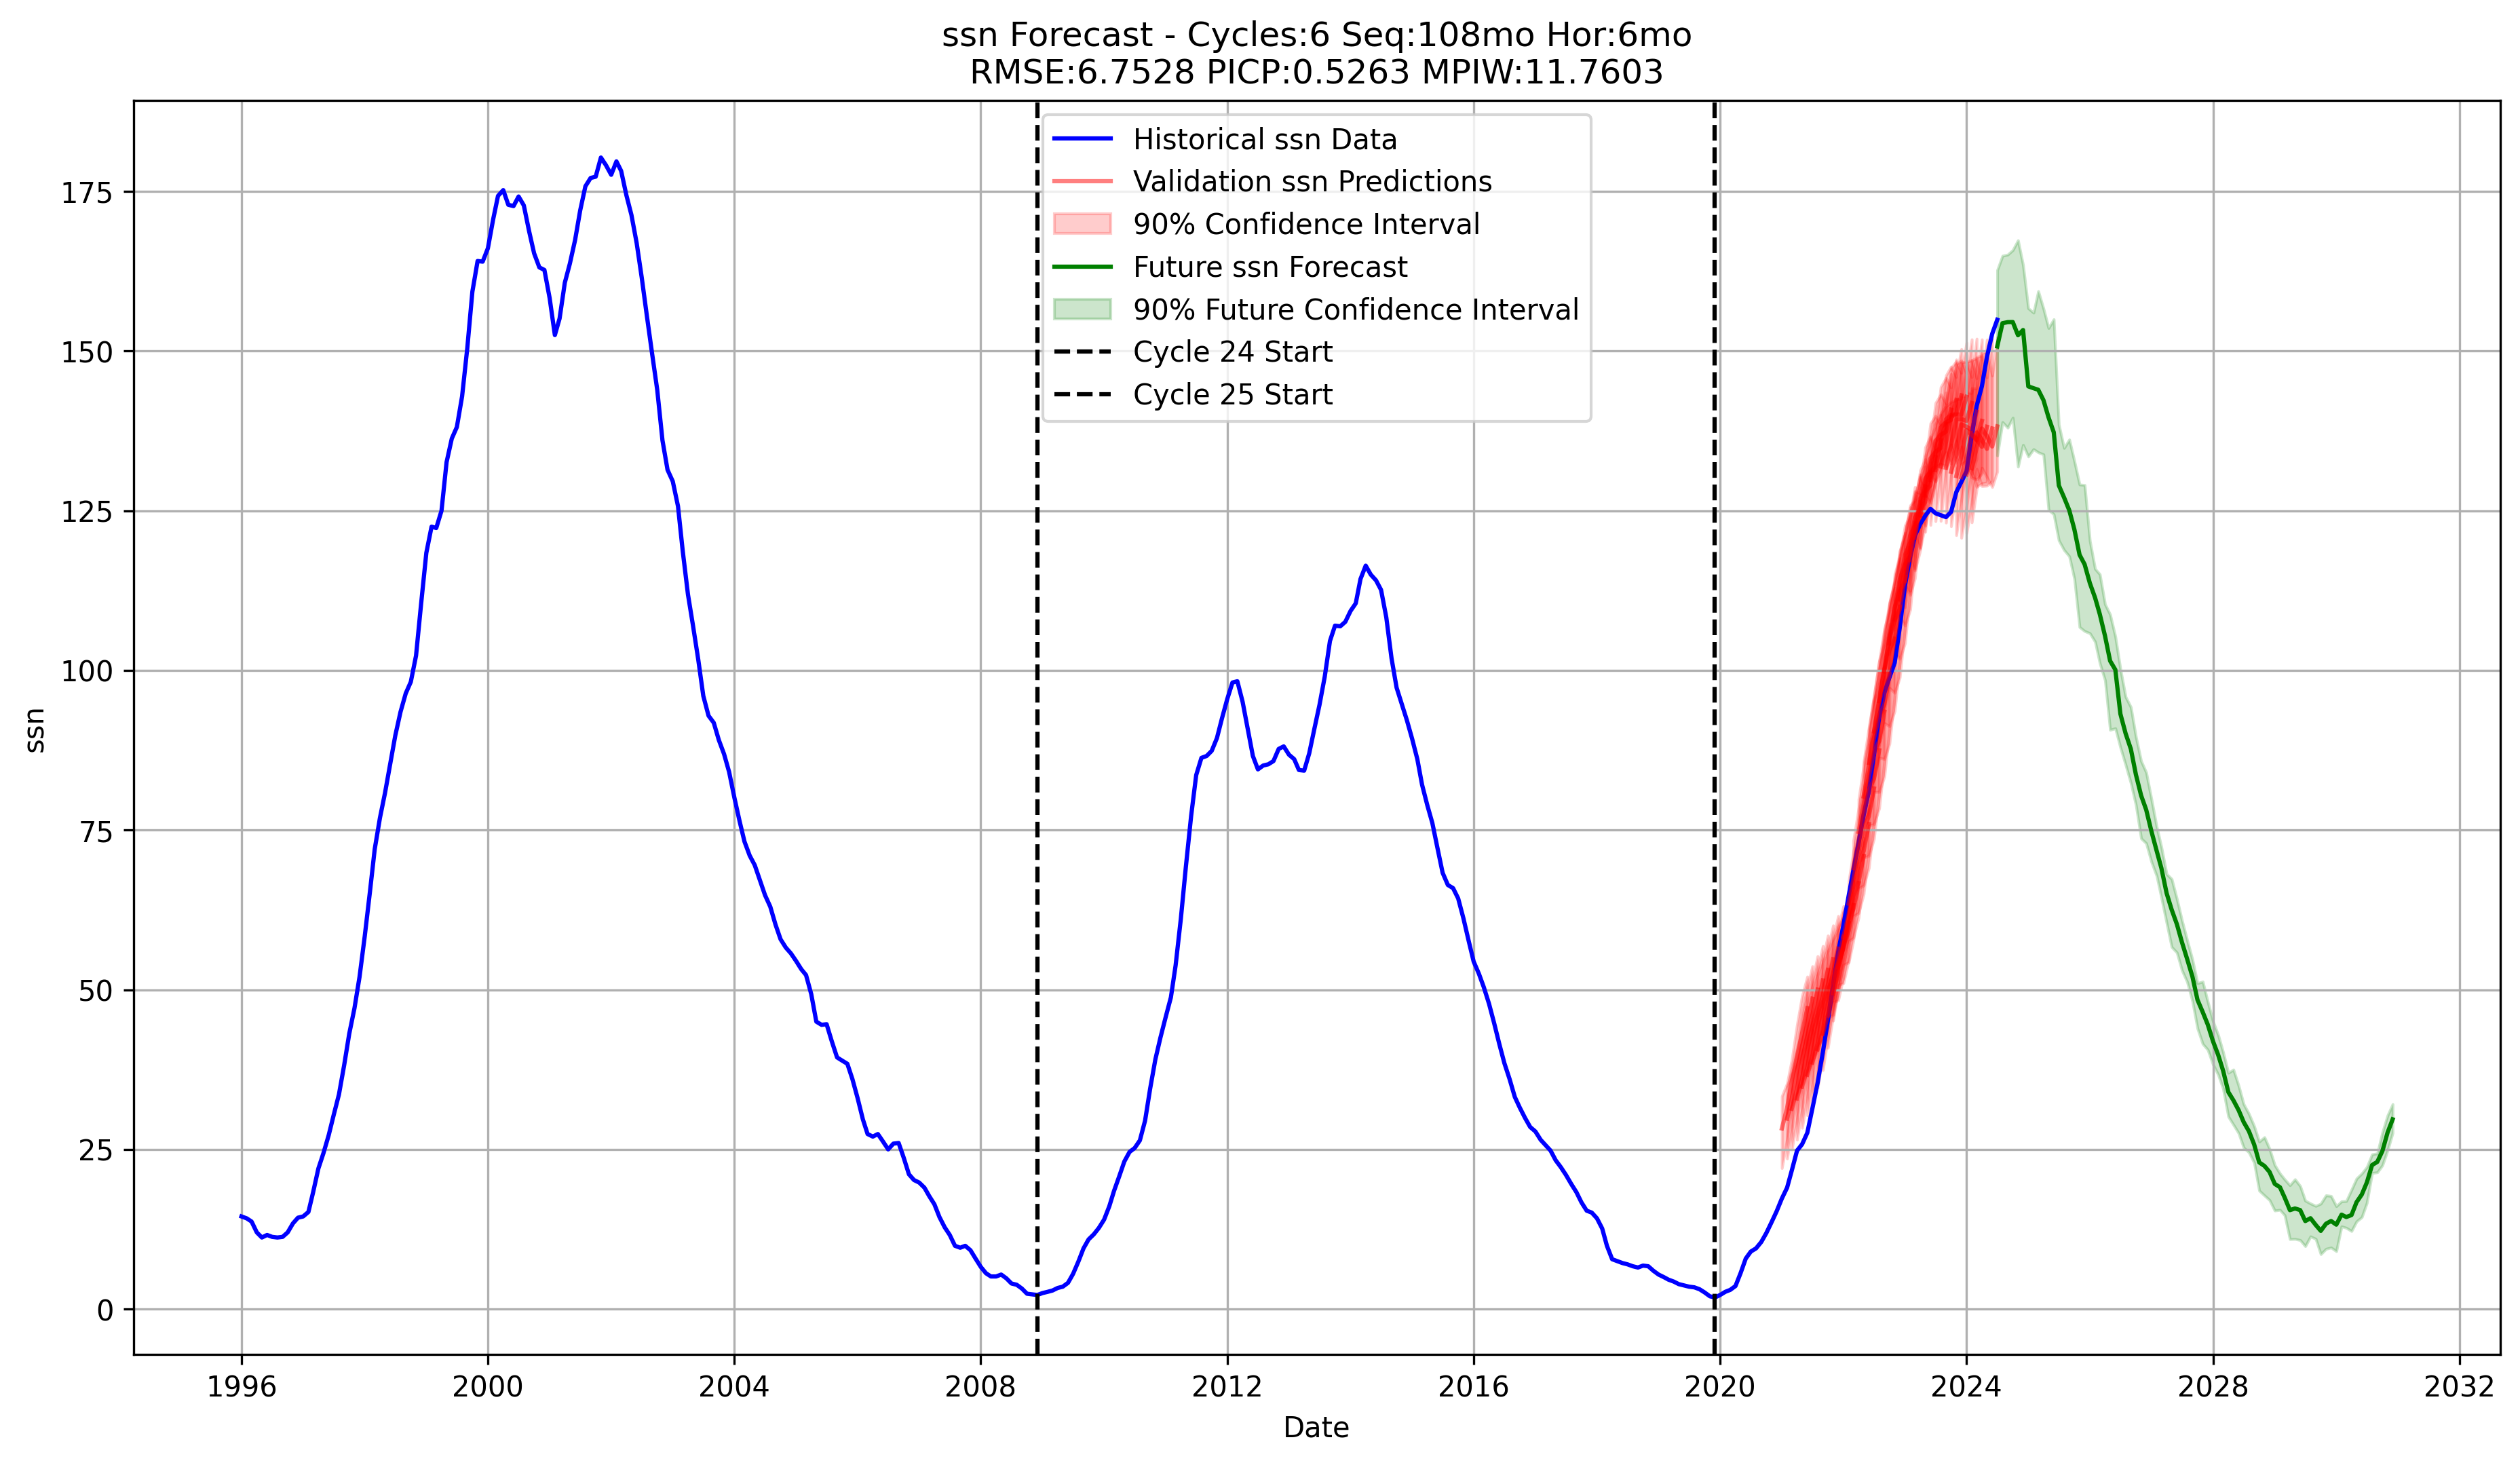 ssn Forecast - Cycles:6 Seq:108mo Hor:6mo
RMSE:6.7528 PICP:0.5263 MPIW:11.7603
Historical ssn Data
Validation ssn Predictions
90% Confidence Interval
Future ssn Forecast
90% Future Confidence Interval
Cycle 24 Start
Cycle 25 Start
175
150
125
100
75
50
25
0
ssn
1996 2000 2004 2008 2012 2016 2020 2024 2028 2032
Date